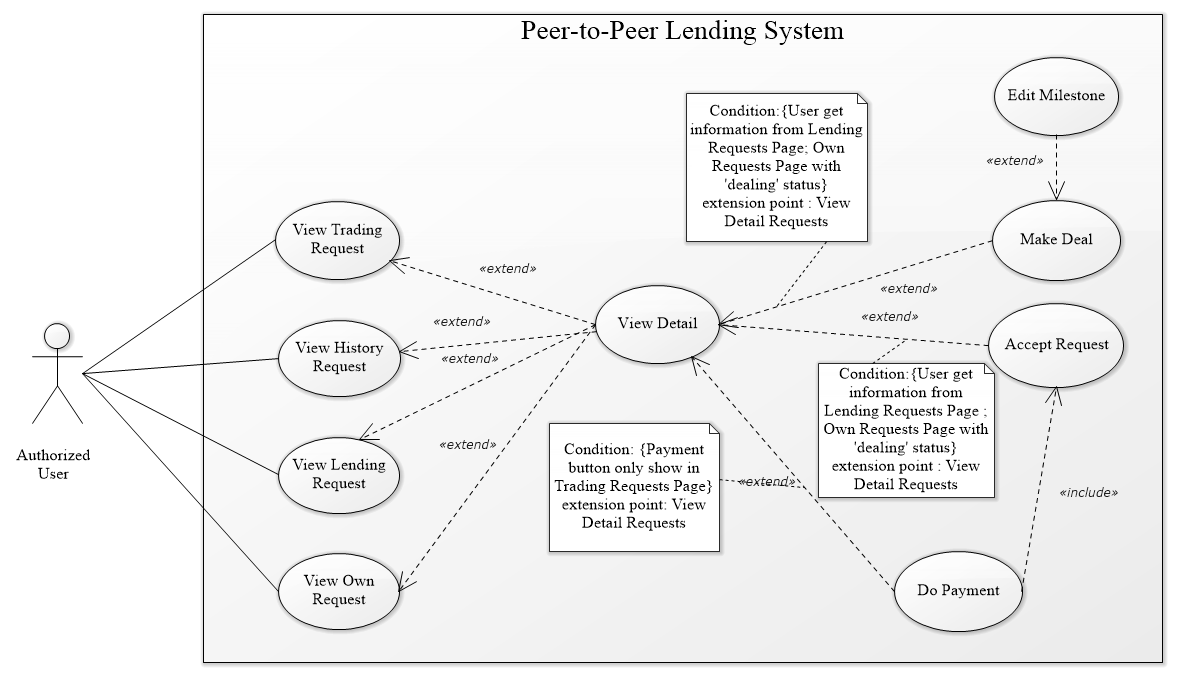 Peer-to-Peer Lending System
Edit Milestone
«extend»
Condition:{User get
information from Lending
Requests Page; Own
Requests Page with
'dealing' status}
extension point : View
Detail Requests
View Trading
Request
Make Deal
«extend»
«extend»
«extend»
View Detail
«extend»
Accept Request
«extend»
View History
Request
«extend»
Condition:{User get
information from
Lending Requests Page ;
Own Requests Page with
'dealing' status}
extension point : View
Detail Requests
Authorized
User
View Lending
Request
«extend»
Condition: {Payment
button only show in
Trading Requests Page}
extension point: View
Detail Requests
«extend»
«include»
View Own
Request
Do Payment